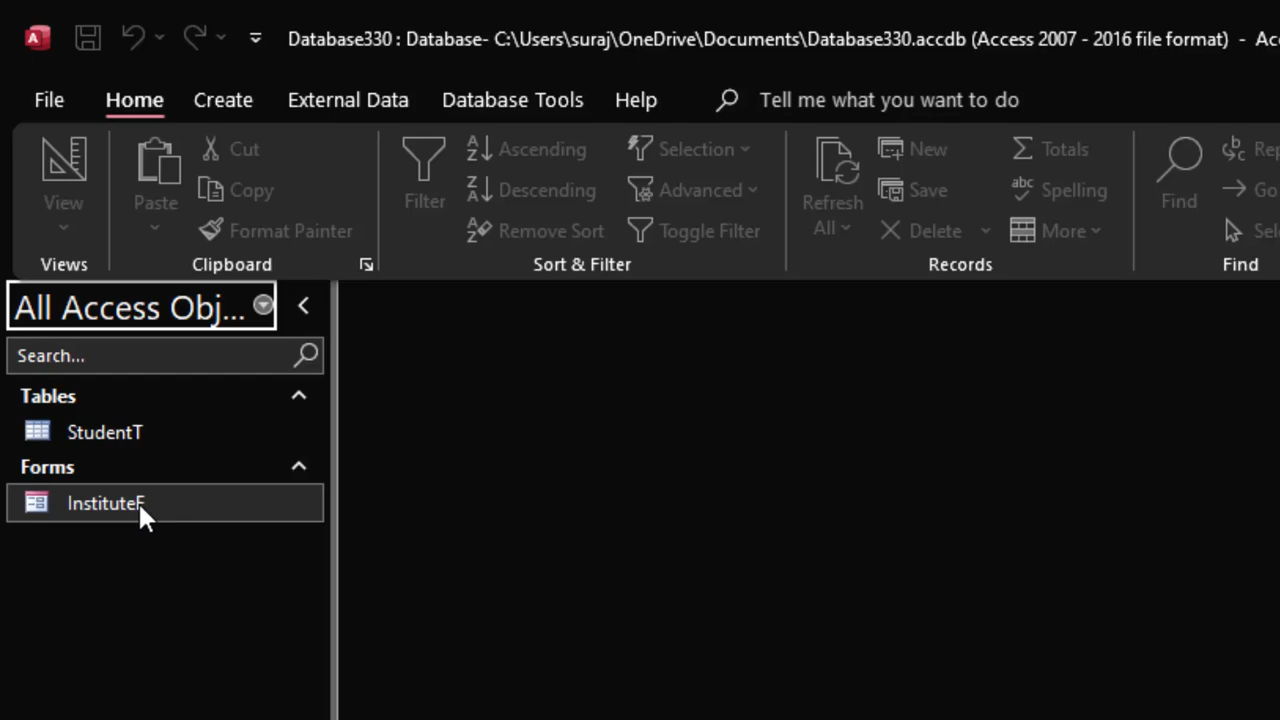 Database330 : Database- C:\Users\suraj\OneDrive\Documents\Database330.accdb (Access 2007 - 2016 file format) -
File Home Create External Data Database Tools Help Tell me what you want to do
View Paste Cut Copy Format Painter Filter Ascending Descending Remove Sort Selection Advanced Toggle Filter Refresh All New Save Delete Totals Spelling More Find
Views Clipboard Sort & Filter Records Find
All Access Obj...
Search...
Tables
StudentT
Forms
InstituteF